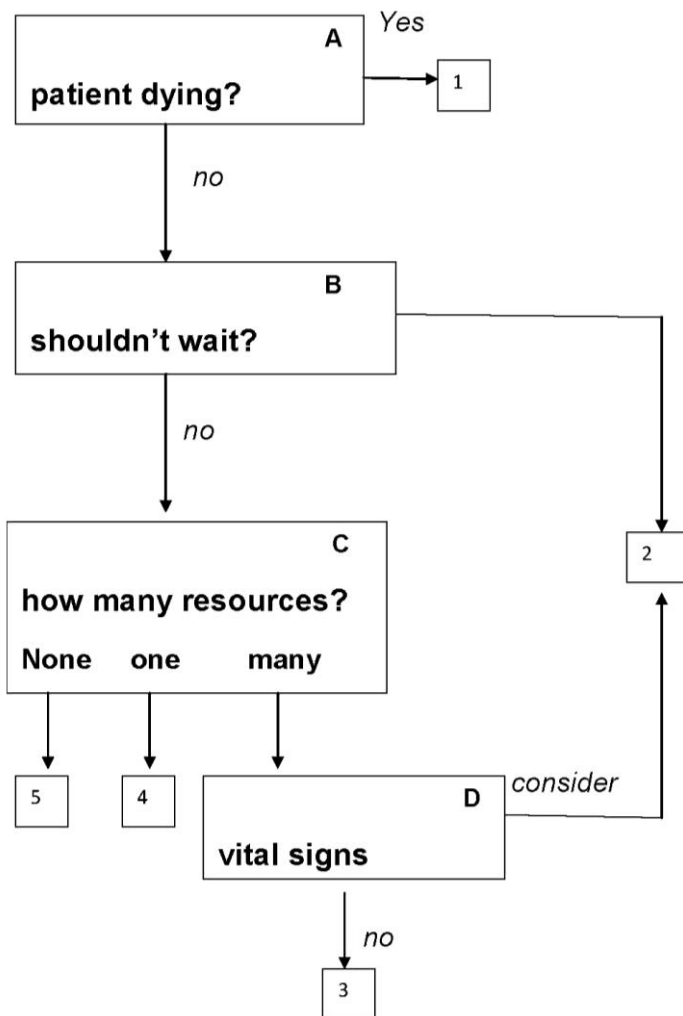 A
Yes
patient dying?
1
no
B
shouldn't wait?
no
C
how many resources?
2
None one many
5
4
D
consider
vital signs
no
3